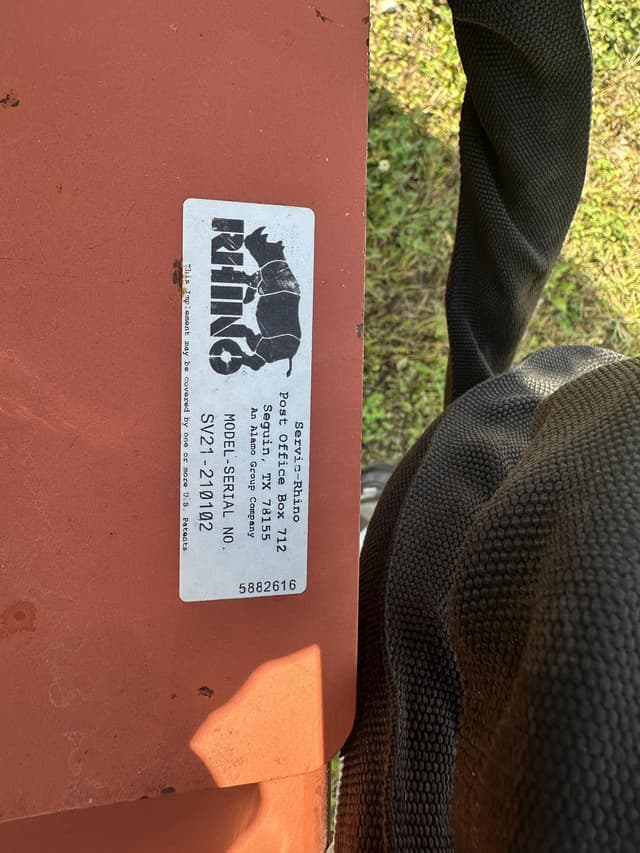 RHINO
Servis-Rhino
Post Office Box 712
Seguin, TX 78155
An Alamo Group Company
MODEL-SERIAL NO.
SV21-210102
This implement may be covered by one or more U.S. Patents
5882616